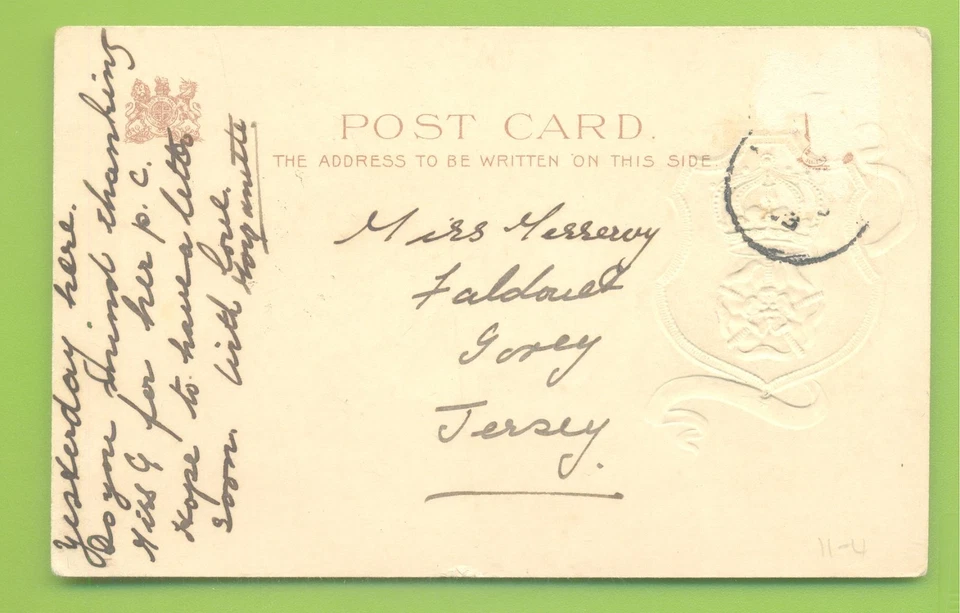 POST CARD.
THE ADDRESS TO BE WRITTEN ON THIS SIDE.
Miss Messervy
Faldouet
Gorey
Jersey.
yesterday here.
Do you mind thanking
Miss G for her p. c.
Hope to have a letter
soon. With love.
11-4